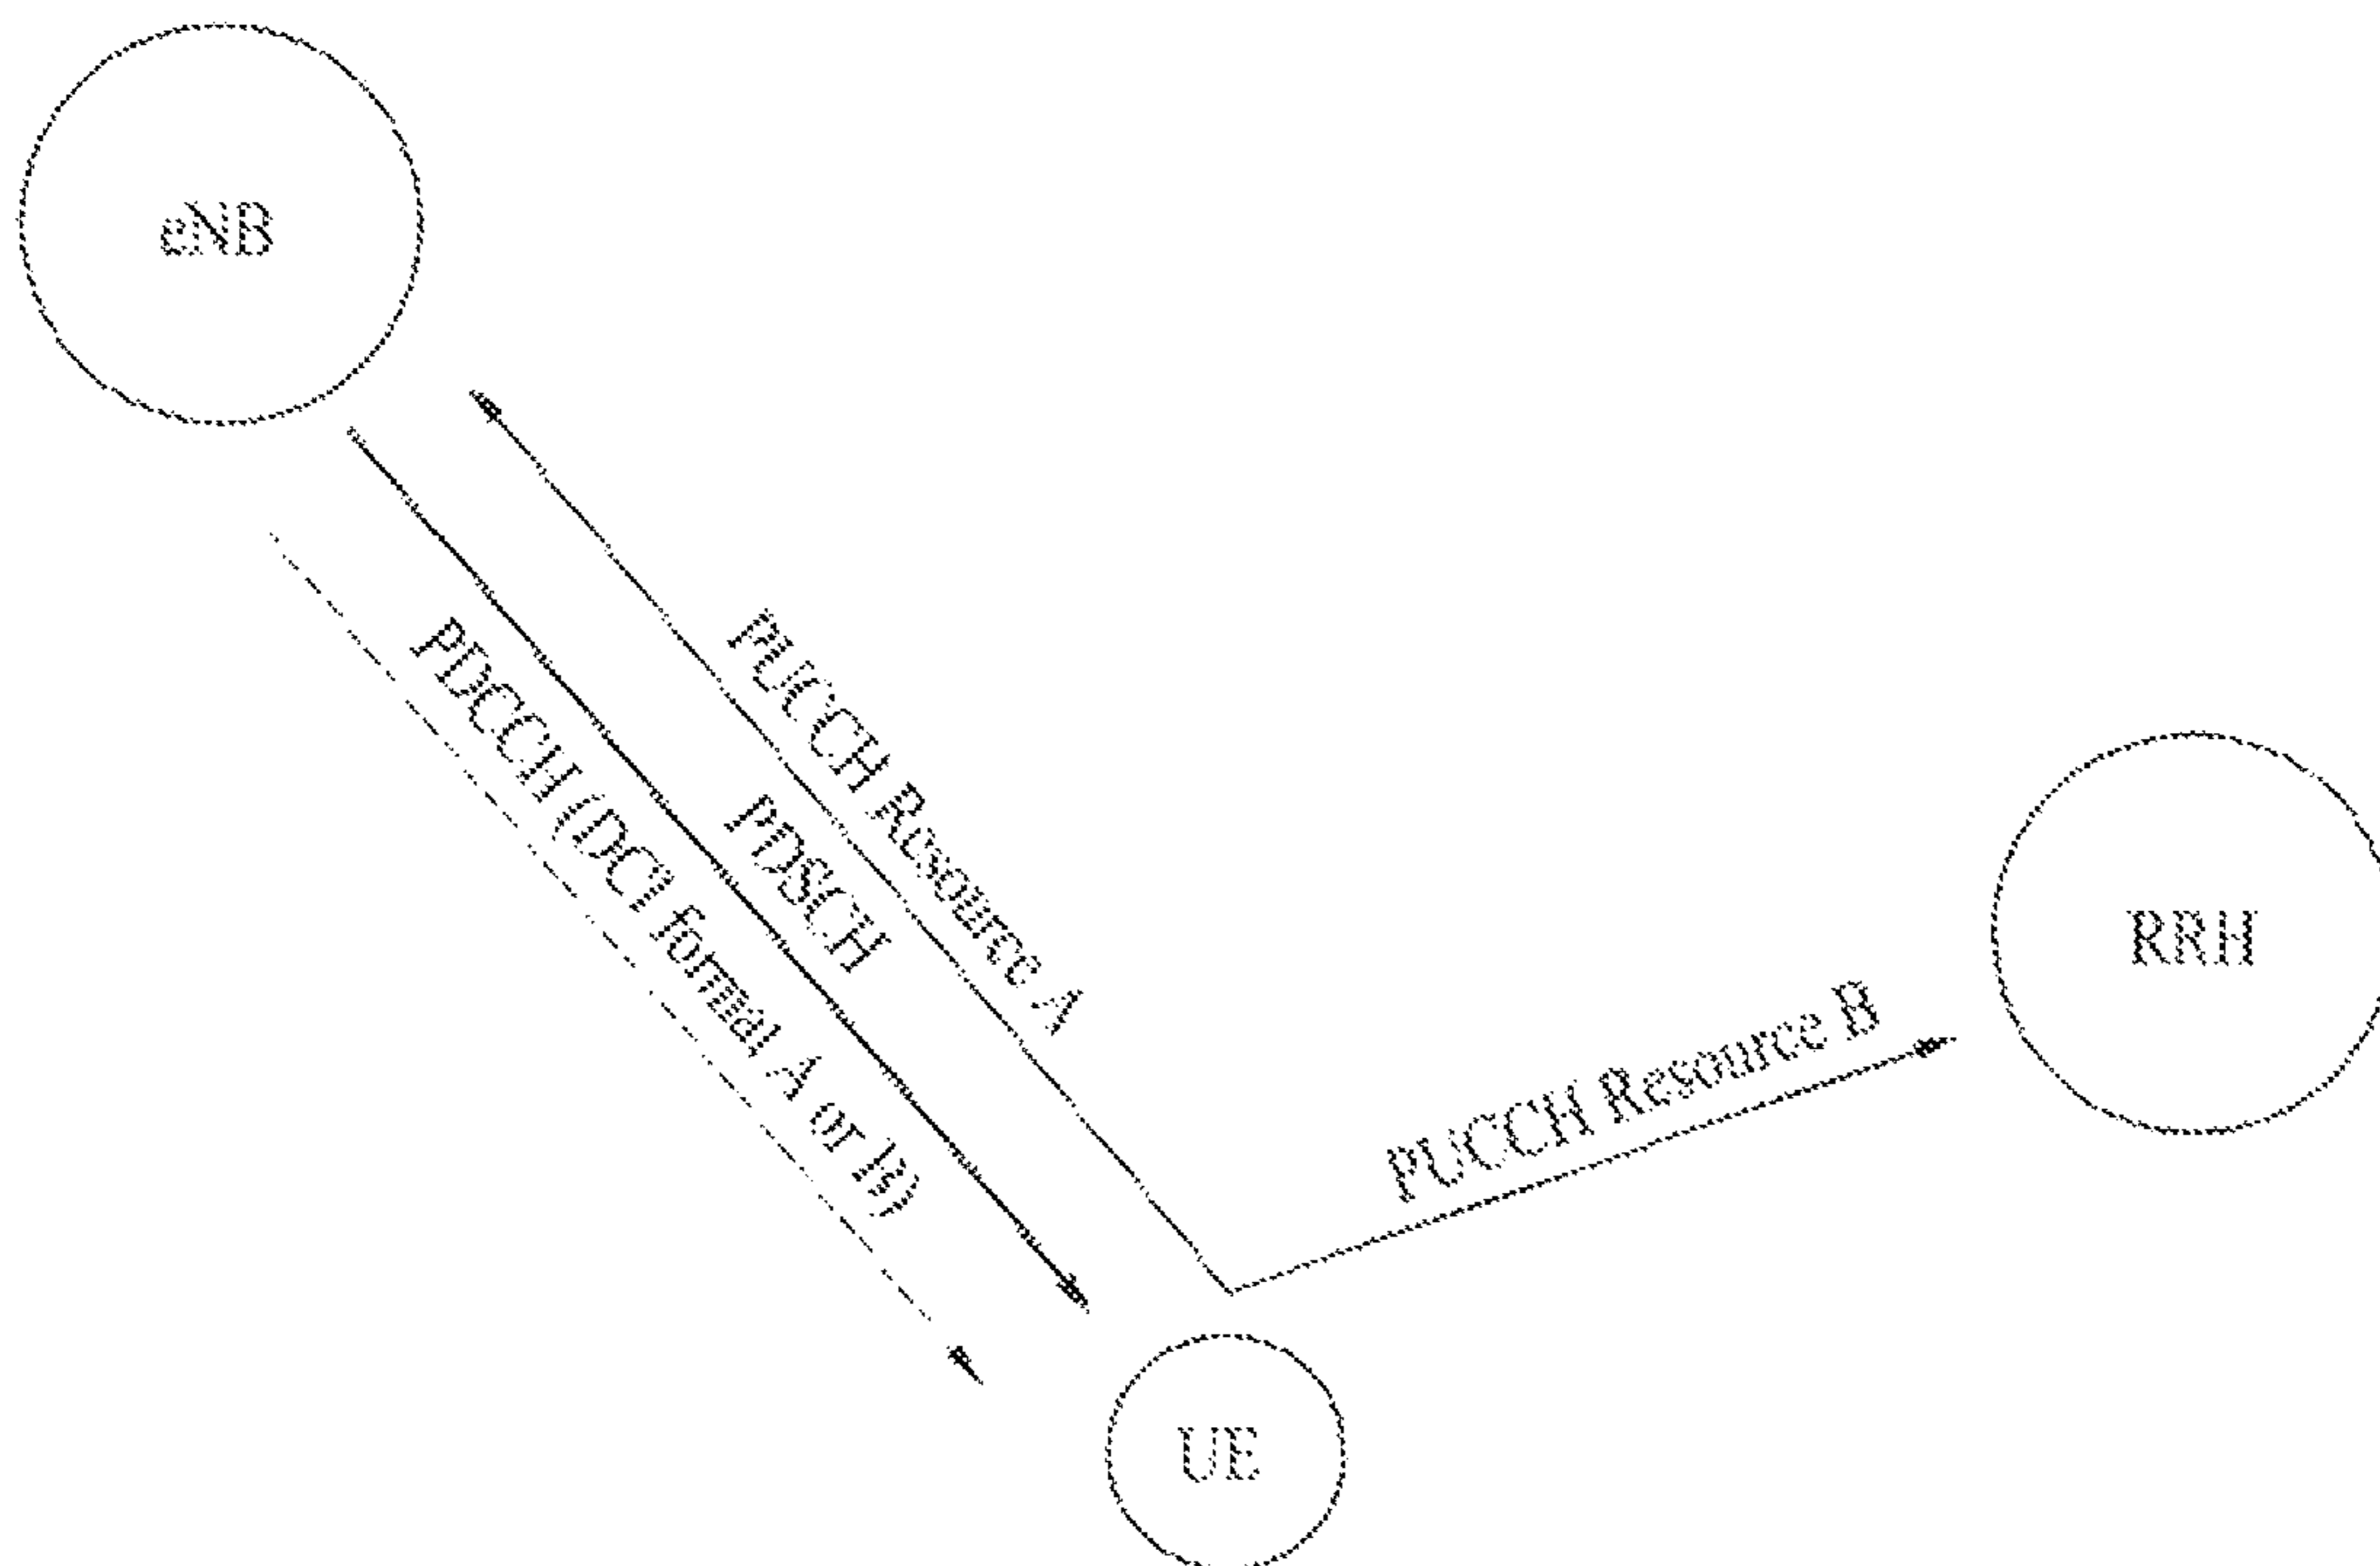 eNB
PUCCH Resource A
PDSCH
PDCCH (DCI format A or B)
RRH
PUCCH Resource B
UE